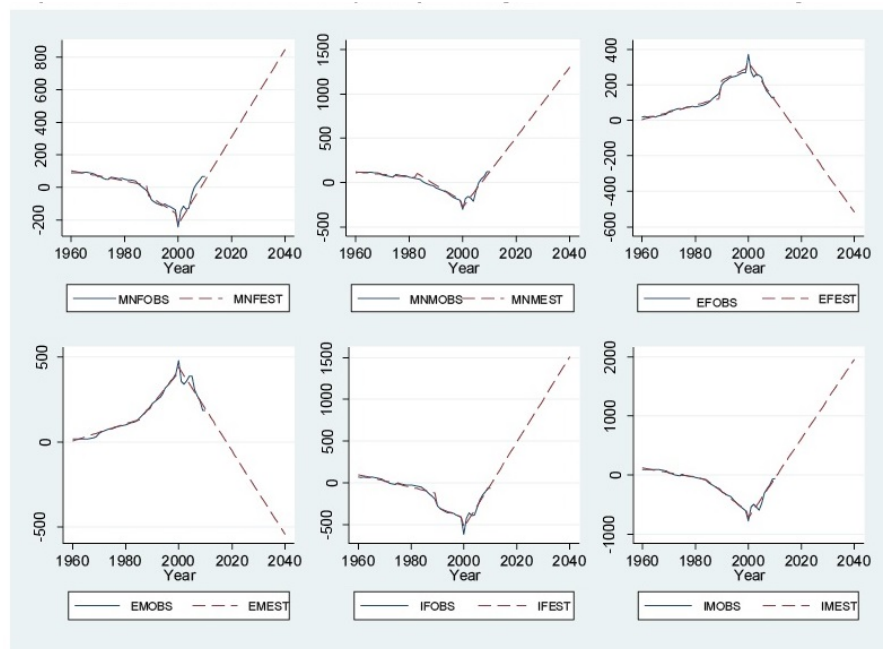 800
600
400
200
0
-200
1960 1980 2000 2020 2040
Year
MNFOBS MNFEST
1500
1000
500
0
-500
1960 1980 2000 2020 2040
Year
MNMOBS MNMEST
400
200
0
-200
-400
-600
1960 1980 2000 2020 2040
Year
EFOBS EFEST
500
0
-500
1960 1980 2000 2020 2040
Year
EMOBS EMEST
1500
1000
500
0
-500
1960 1980 2000 2020 2040
Year
IFOBS IFEST
2000
1000
0
-1000
1960 1980 2000 2020 2040
Year
IMOBS IMEST